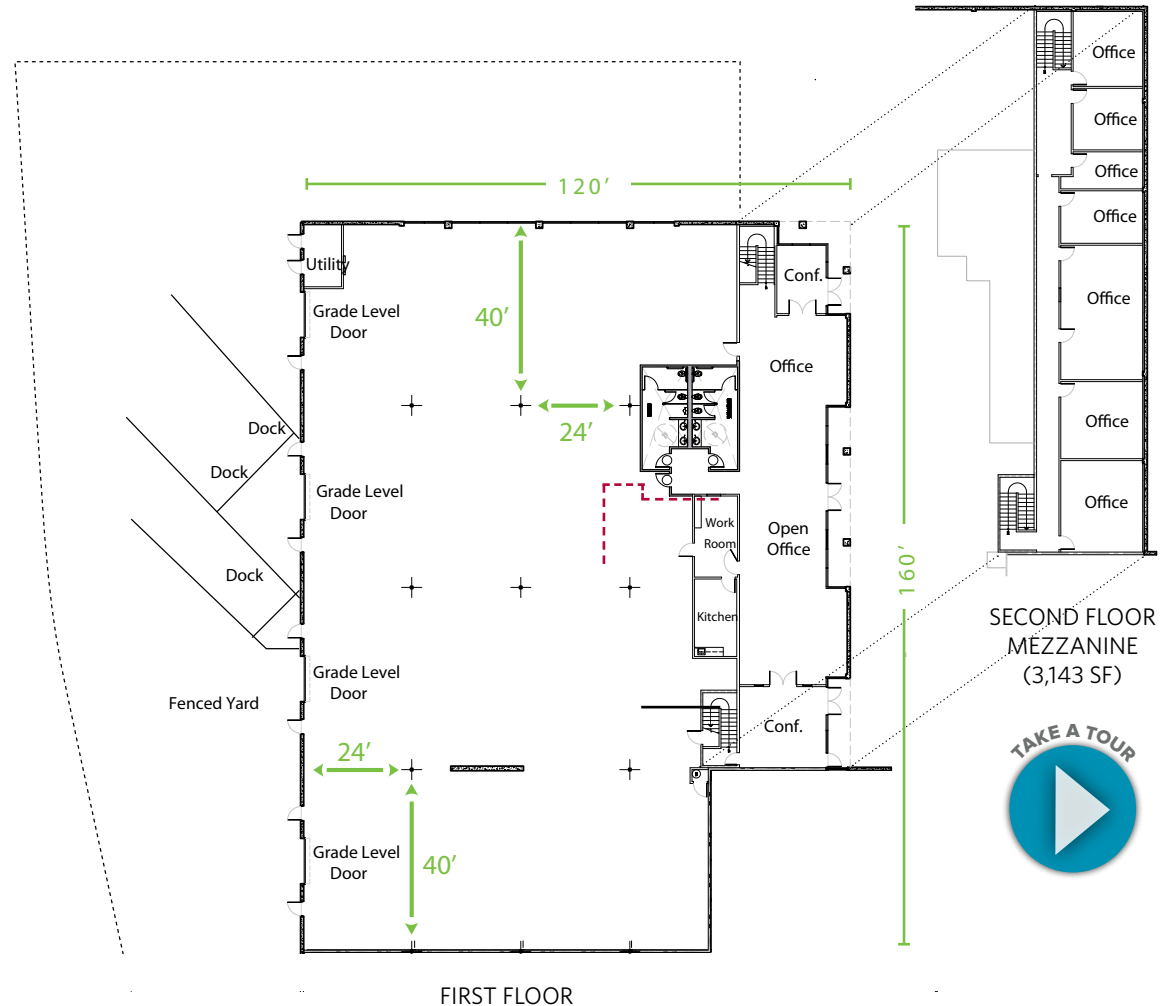 Office
Office
Office
Office
Office
Office
Office
120’
Utility
Conf.
Grade Level
Door
40’
Office
24’
Dock
Dock
Grade Level
Door
Work
Room
Open
Office
Dock
160’
Kitchen
SECOND FLOOR
MEZZANINE
(3,143 SF)
Grade Level
Door
Fenced Yard
Conf.
TAKE A TOUR
24’
Grade Level
Door
40’
FIRST FLOOR